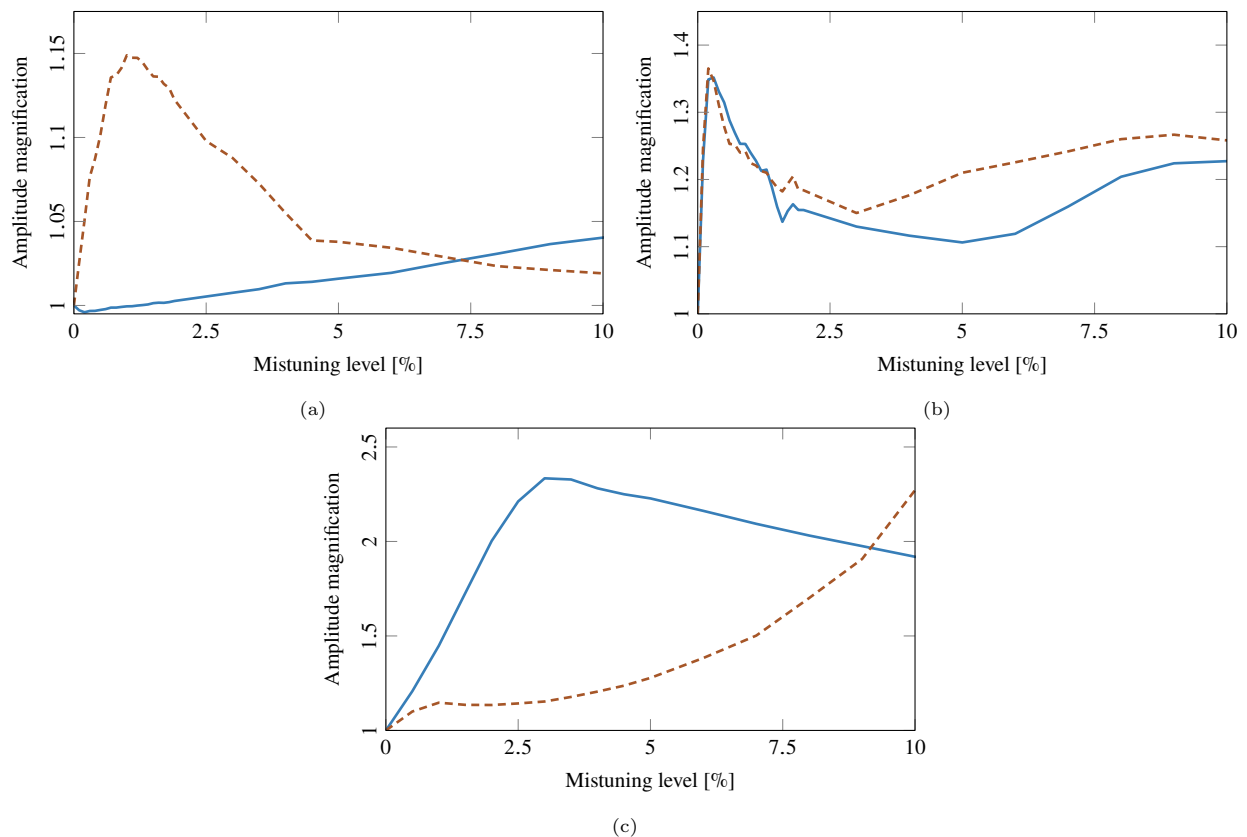 Amplitude magnification
1.15
1.1
1.05
1
0 2.5 5 7.5 10
Mistuning level [%]
(a)
Amplitude magnification
1.4
1.3
1.2
1.1
1
0 2.5 5 7.5 10
Mistuning level [%]
(b)
Amplitude magnification
2.5
2
1.5
1
0 2.5 5 7.5 10
Mistuning level [%]
(c)